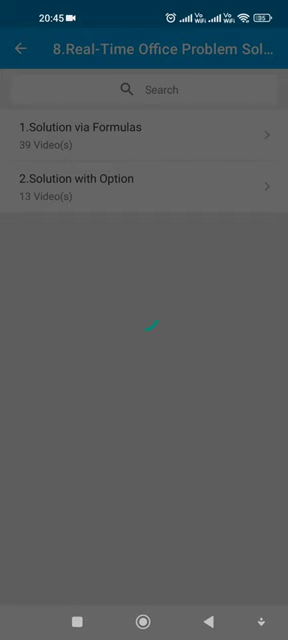 20:45
Vo
WiFi
Vo
WiFi
85
8.Real-Time Office Problem Sol...
Search
1.Solution via Formulas
39 Video(s)
2.Solution with Option
13 Video(s)